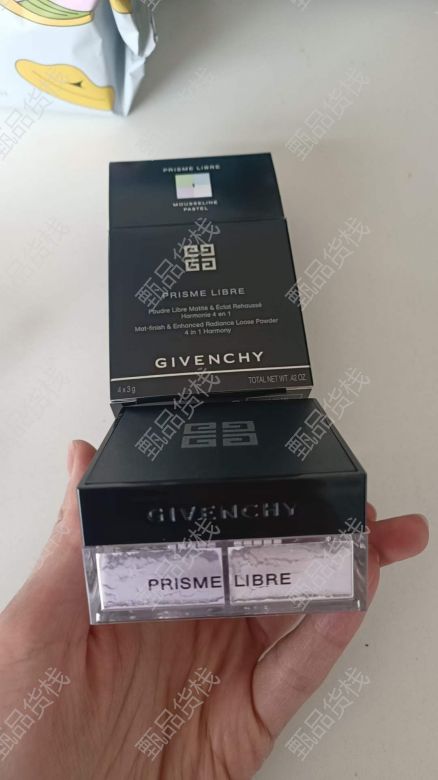 PRISME LIBRE
1
MOUSSELINE
PASTEL
PRISME LIBRE
Poudre Libre Matité & Éclat Rehaussé
Harmonie 4 en 1
Mat-finish & Enhanced Radiance Loose Powder
4 in 1 Harmony
GIVENCHY
4 x 3 g
TOTAL NET WT. .42 OZ.
GIVENCHY
PRISME LIBRE
甄品货栈